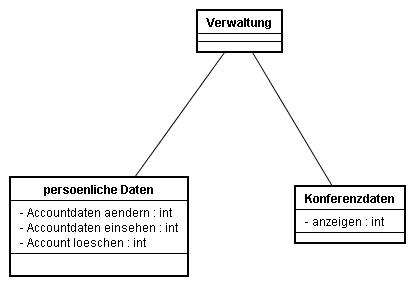 Verwaltung
persoenliche Daten
- Accountdaten aendern : int
- Accountdaten einsehen : int
- Account loeschen : int
Konferenzdaten
- anzeigen : int